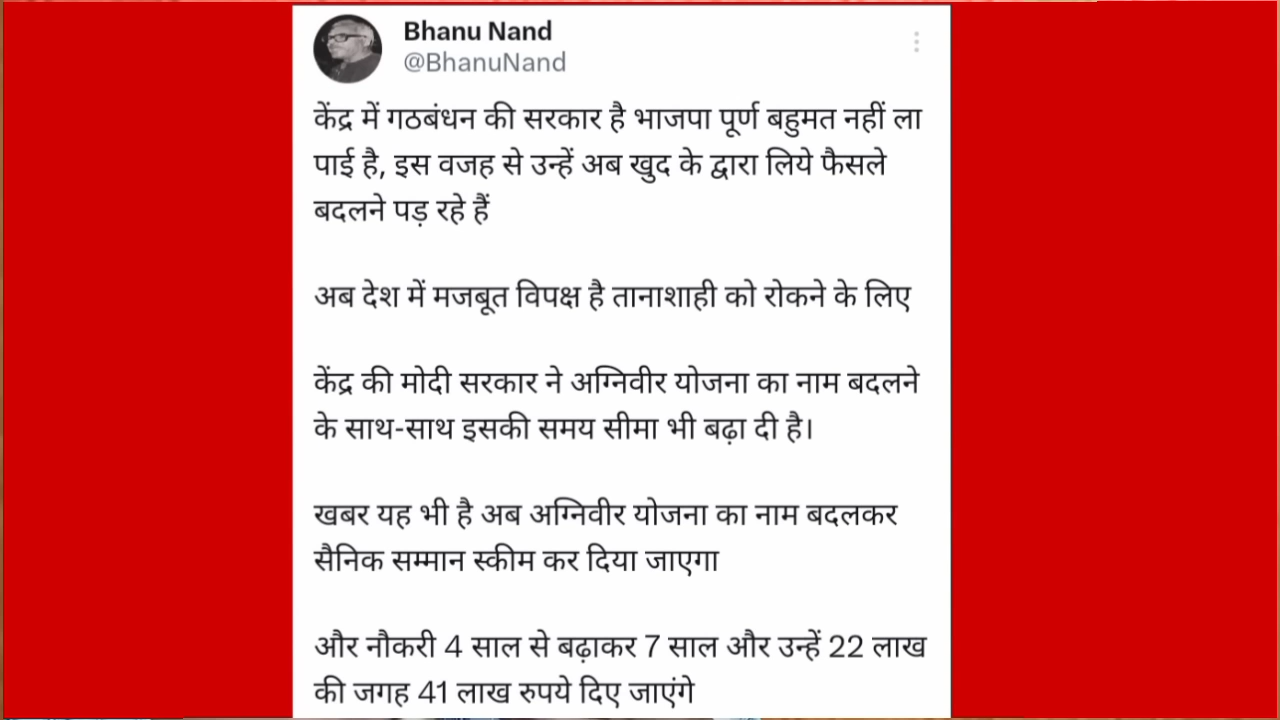 Bhanu Nand
@BhanuNand
केंद्र में गठबंधन की सरकार है भाजपा पूर्ण बहुमत नहीं ला
पाई है, इस वजह से उन्हें अब खुद के द्वारा लिये फैसले
बदलने पड़ रहे हैं
अब देश में मजबूत विपक्ष है तानाशाही को रोकने के लिए
केंद्र की मोदी सरकार ने अग्निवीर योजना का नाम बदलने
के साथ-साथ इसकी समय सीमा भी बढ़ा दी है।
खबर यह भी है अब अग्निवीर योजना का नाम बदलकर
सैनिक सम्मान स्कीम कर दिया जाएगा
और नौकरी 4 साल से बढ़ाकर 7 साल और उन्हें 22 लाख
की जगह 41 लाख रुपये दिए जाएंगे